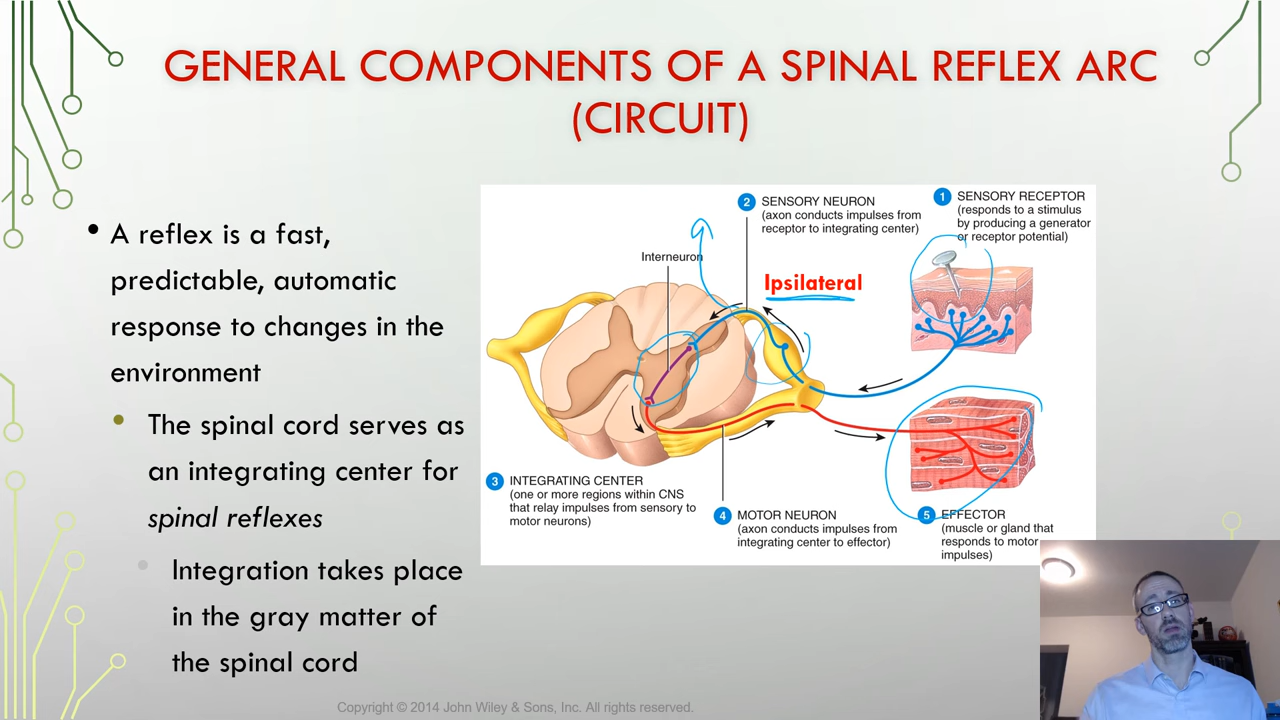 GENERAL COMPONENTS OF A SPINAL REFLEX ARC
(CIRCUIT)
• A reflex is a fast,
predictable, automatic
response to changes in the
environment
• The spinal cord serves as
an integrating center for
spinal reflexes
• Integration takes place
in the gray matter of
the spinal cord
2 SENSORY NEURON
(axon conducts impulses from
receptor to integrating center)
1 SENSORY RECEPTOR
(responds to a stimulus
by producing a generator
or receptor potential)
Interneuron
Ipsilateral
3 INTEGRATING CENTER
(one or more regions within CNS
that relay impulses from sensory to
motor neurons)
4 MOTOR NEURON
(axon conducts impulses from
integrating center to effector)
5 EFFECTOR
(muscle or gland that
responds to motor
impulses)
Copyright © 2014 John Wiley & Sons, Inc. All rights reserved.